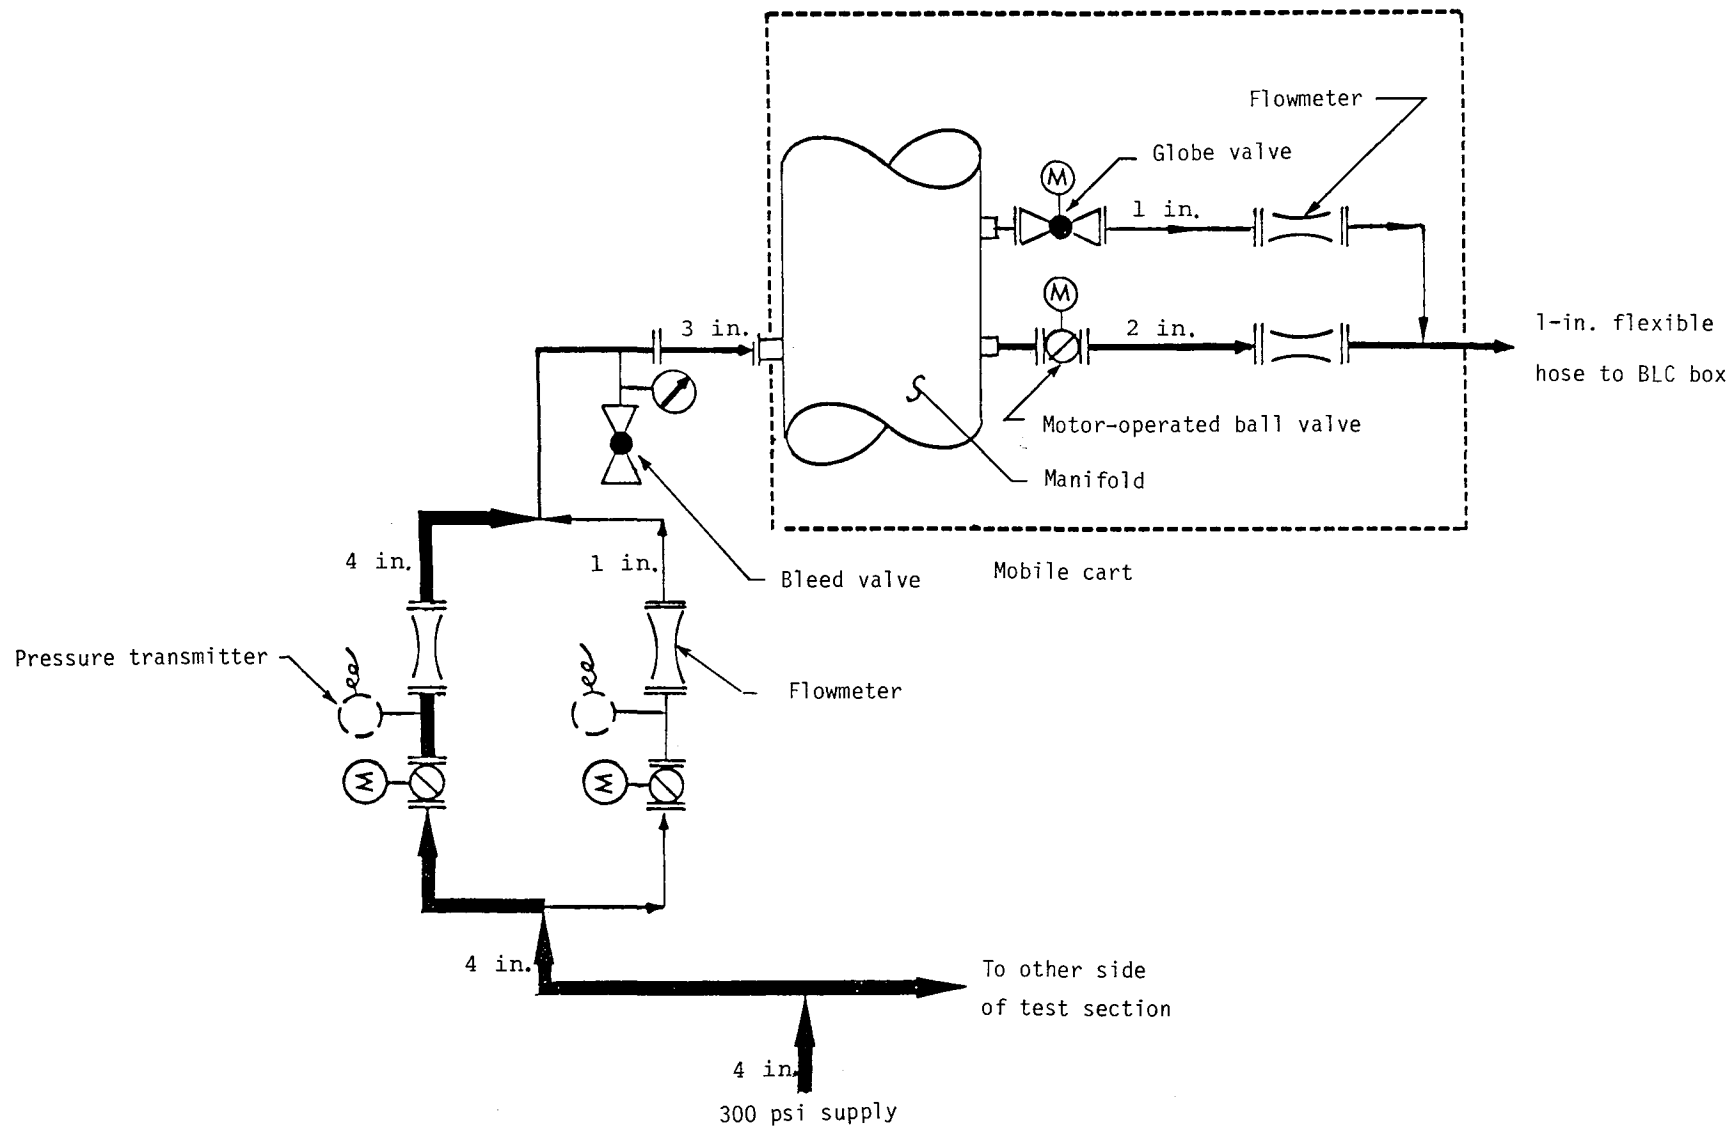 Flowmeter
Globe valve
M
1 in.
M
3 in.
2 in.
1-in. flexible
hose to BLC box
Motor-operated ball valve
Manifold
4 in.
1 in.
Bleed valve
Mobile cart
Pressure transmitter
Flowmeter
M
M
4 in.
To other side
of test section
4 in.
300 psi supply